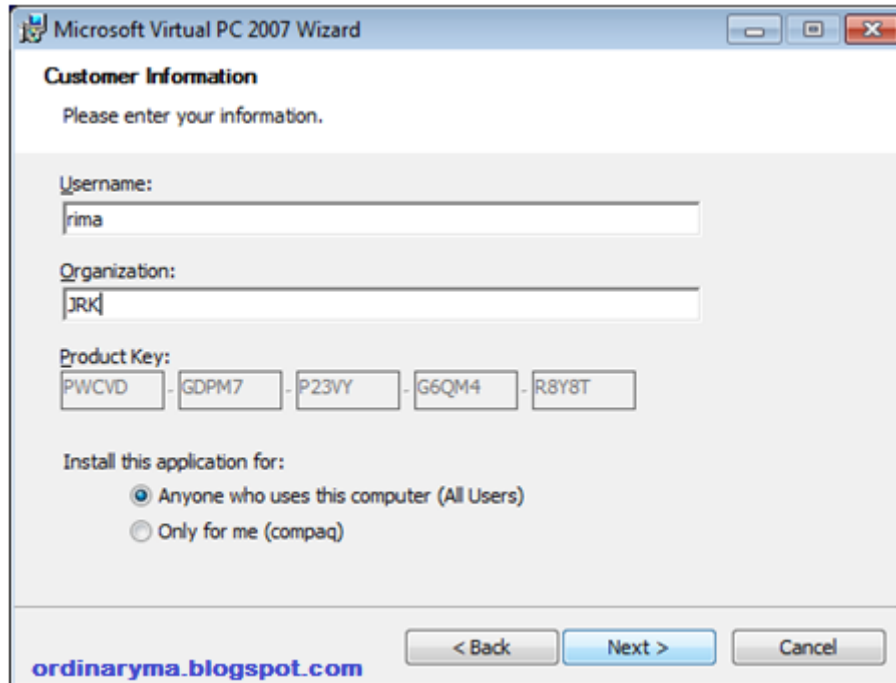 Microsoft Virtual PC 2007 Wizard
Customer Information
Please enter your information.
Username:
rima
Organization:
JRK
Product Key:
PWCVD - GDPM7 - P23VY - G6QM4 - R8Y8T
Install this application for:
Anyone who uses this computer (All Users)
Only for me (compaq)
< Back Next > Cancel
ordinaryma.blogspot.com